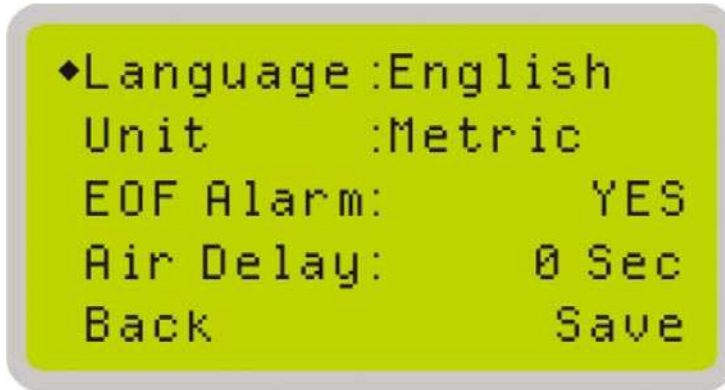 ◆Language:English
Unit :Metric
EOF Alarm: YES
Air Delay: 0 Sec
Back Save